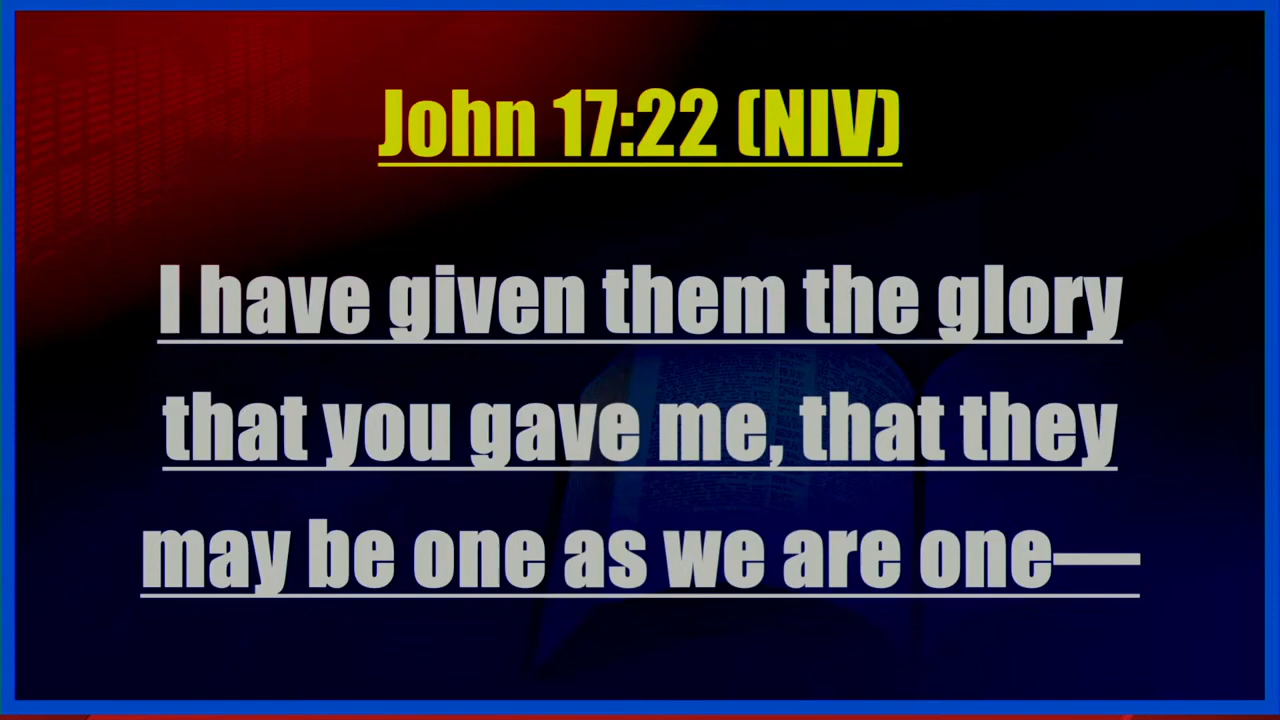 John 17:22 (NIV)
I have given them the glory
that you gave me, that they
may be one as we are one—